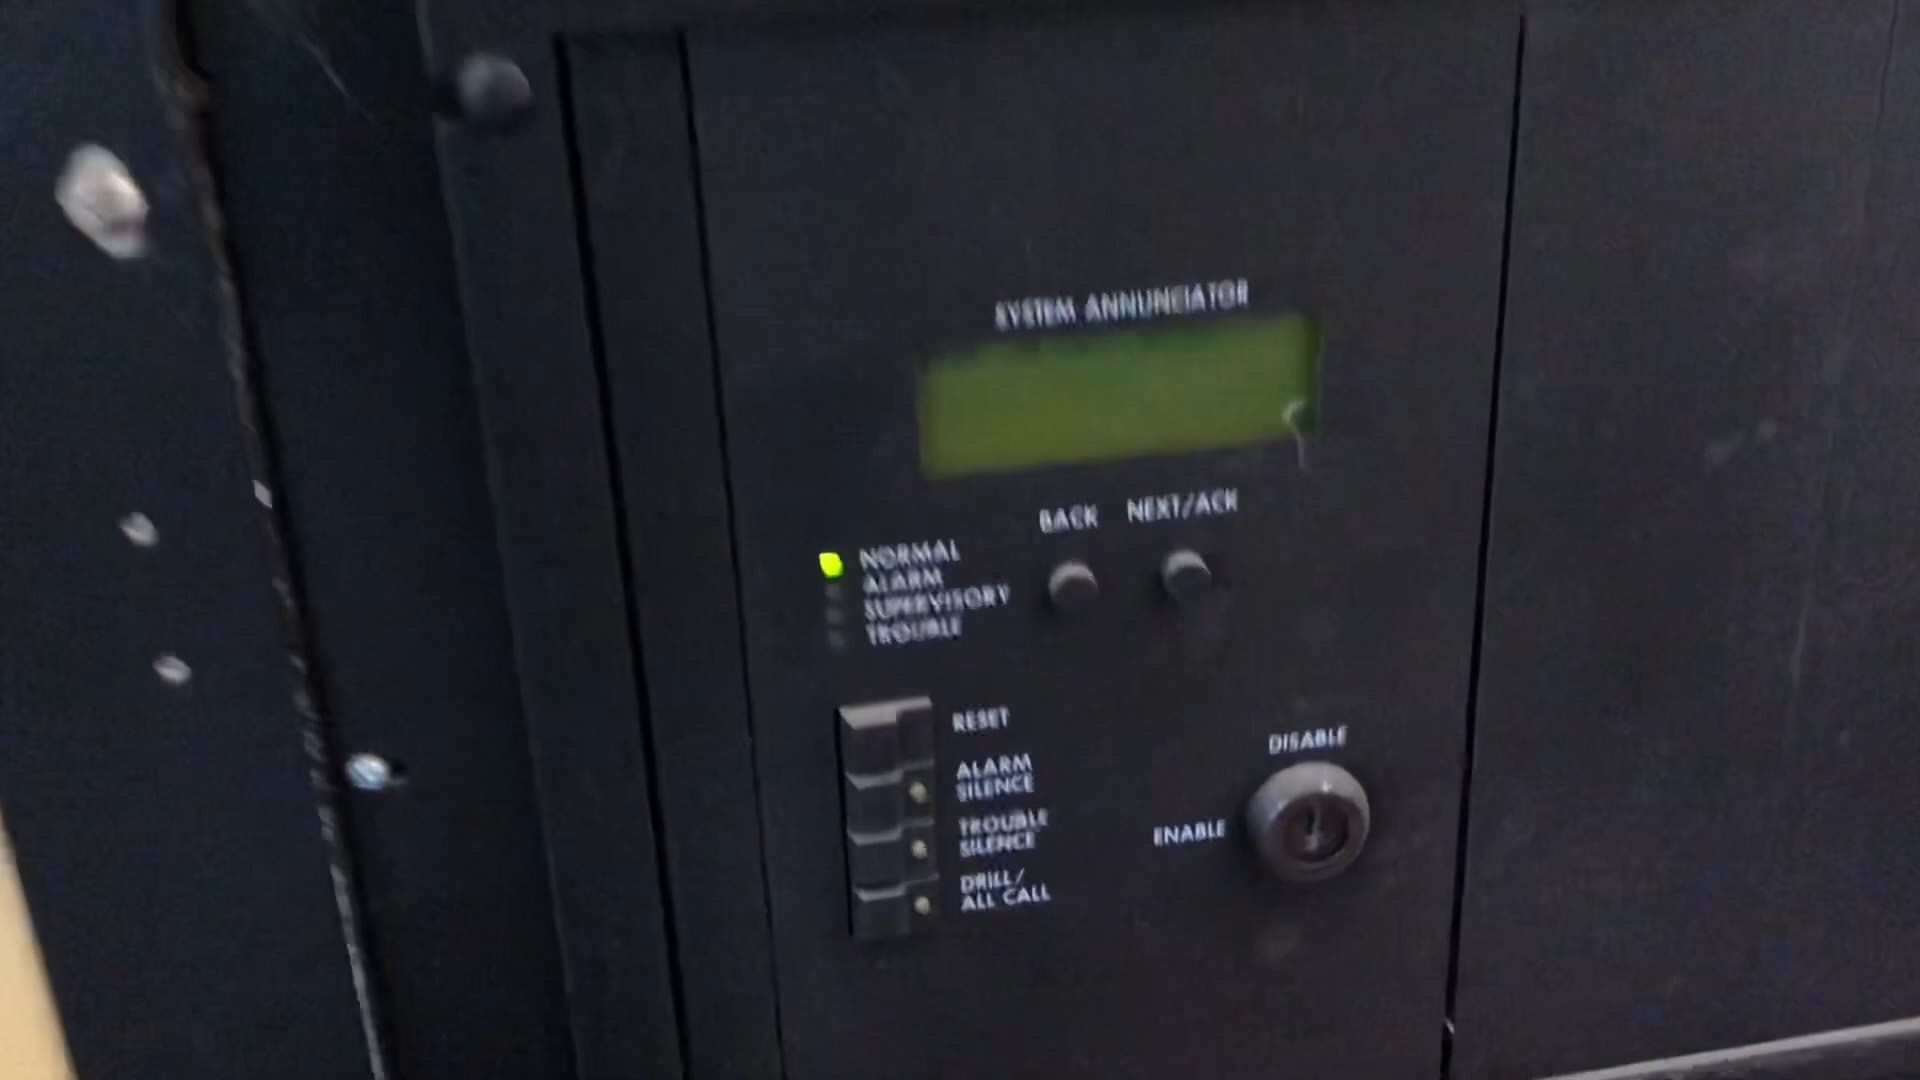 SYSTEM ANNUNCIATOR
BACK NEXT/ACK
NORMAL
ALARM
SUPERVISORY
TROUBLE
RESET
ALARM
SILENCE
TROUBLE
SILENCE
DRILL/
ALL CALL
DISABLE
ENABLE